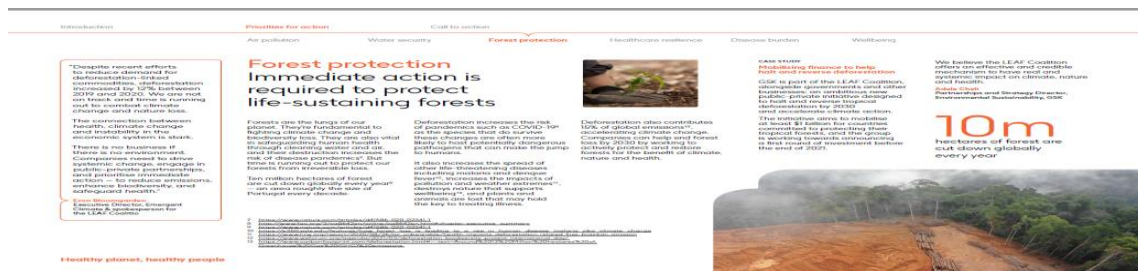 Introduction
Priorities for action
Call to action
Air pollution
Water security
Forest protection
Healthcare resilience
Disease burden
Wellbeing
"Despite recent efforts
to reduce demand for
deforestation-linked
commodities, deforestation
increased by 12% between
2019 and 2020. We are not
on track and time is running
out to combat climate
change and nature loss.
The connection between
health, climate change
and instability in the
economic system is stark.
There is no business if
there is no environment.
Companies need to drive
systemic change, engage in
public-private partnerships,
and prioritise immediate
action – to reduce emissions,
enhance biodiversity, and
safeguard health."
Eron Bloomgarden
Executive Director, Emergent
Climate & spokesperson for
the LEAF Coalitio
Forest protection
Immediate action is
required to protect
life-sustaining forests
Forests are the lungs of our
planet. They're fundamental to
fighting climate change and
biodiversity loss. They are also vital
in safeguarding human health
through cleaning water and air,
and their destruction increases the
risk of disease pandemics⁸. But
time is running out to protect our
forests from irreversible loss.
Ten million hectares of forest
are cut down globally every year⁹
– an area roughly the size of
Portugal every decade.
Deforestation increases the risk
of pandemics such as COVID-19
as the species that do survive
these changes are often more
likely to host potentially dangerous
pathogens that can make the jump
to humans.
It also increases the spread of
other life-threatening diseases
including malaria and dengue
fever, increases the impacts of
pollution and weather extremes,
destroys nature that supports
wellbeing, and plants and
animals are lost that may hold
the key to treating illness.
Deforestation also contributes
15% of global emissions,
accelerating climate change.
Companies can help end forest
loss by 2030 by working to
actively protect and restore
forests for the benefit of climate,
nature and health.
CASE STUDY
Mobilising finance to help
halt and reverse deforestation
GSK is part of the LEAF Coalition,
alongside governments and other
businesses; an ambitious new
public-private initiative designed
to halt and reverse tropical
deforestation by 2030
and accelerate climate action.
The initiative aims to mobilise
at least $1 billion for countries
committed to protecting their
tropical forests, and the group
is working towards completing
a first round of investment before
the end of 2021.
We believe the LEAF Coalition
offers an effective and credible
mechanism to have real and
systemic impact on climate, nature
and health.
Adele Cheli
Partnerships and Strategy Director,
Environmental Sustainability, GSK
10m
hectares of forest are
cut down globally
every year
Healthy planet, healthy people